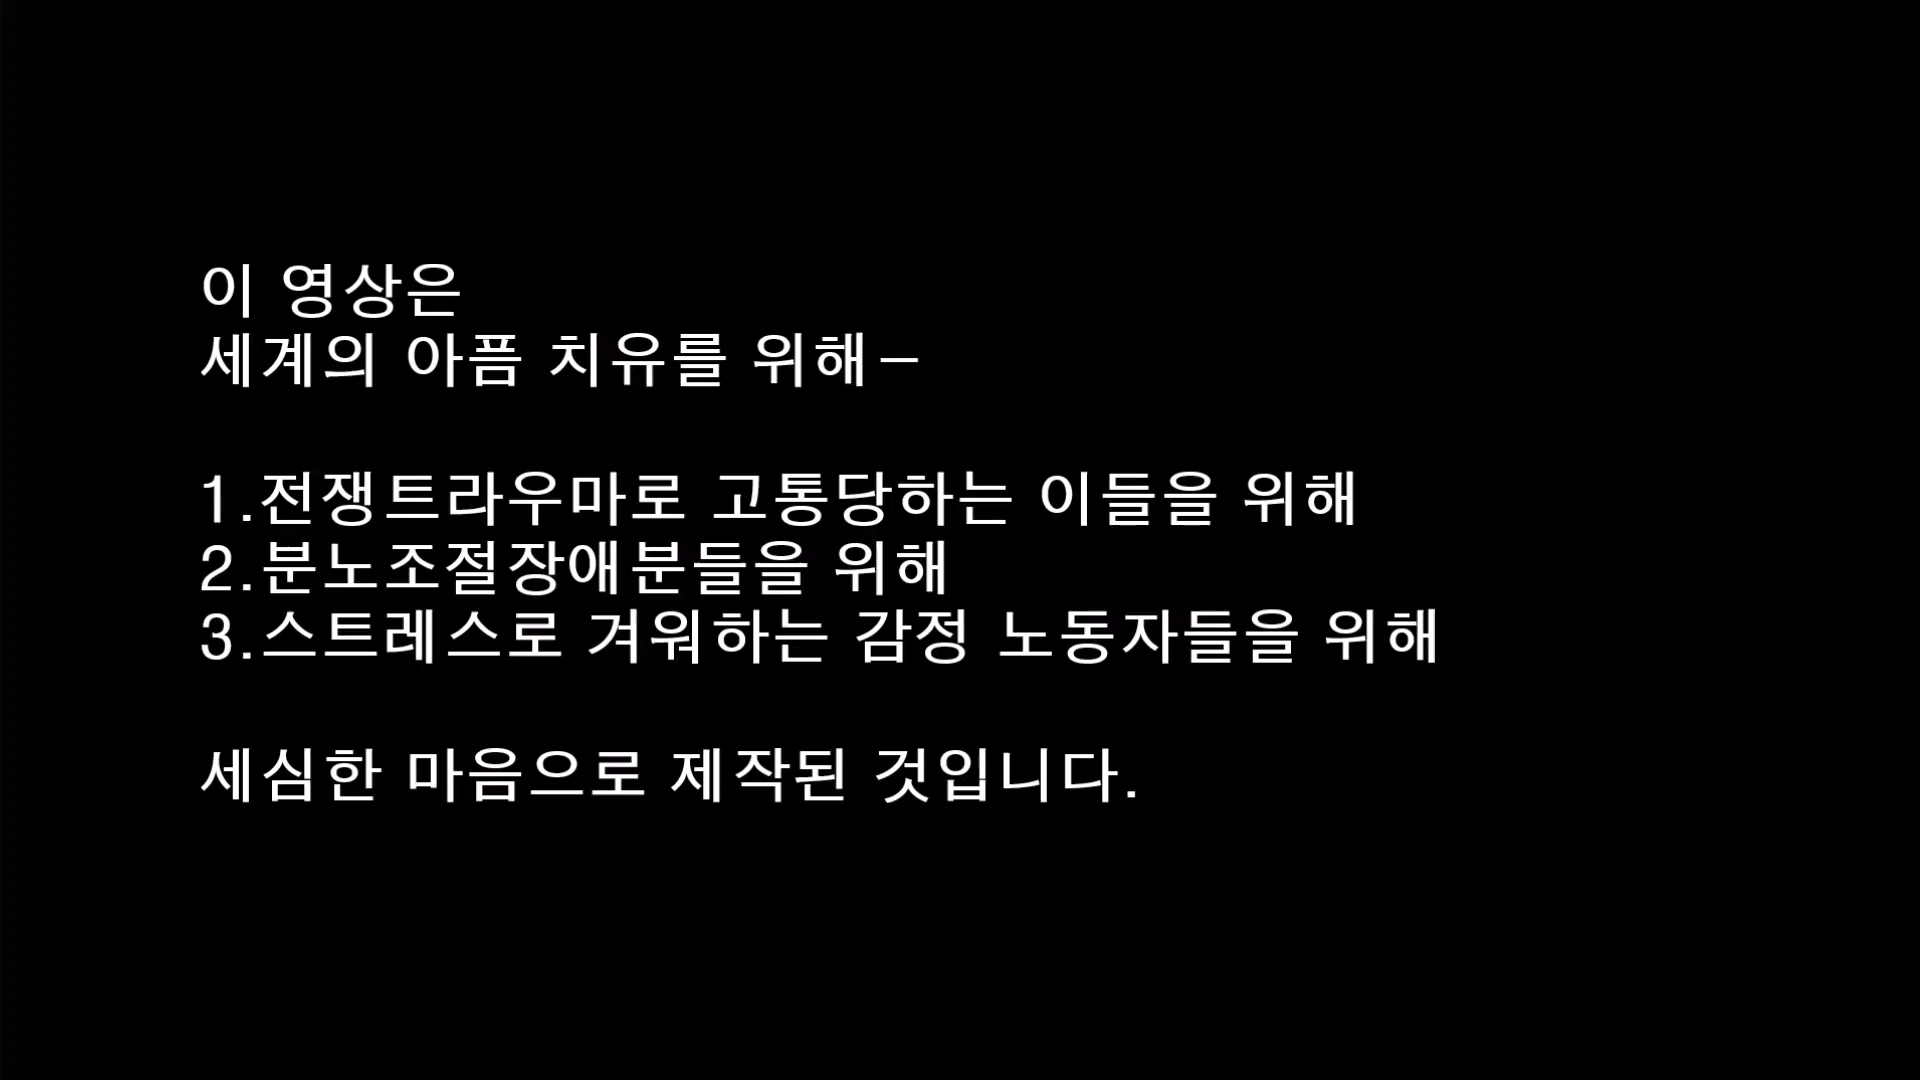 이 영상은
세계의 아픔 치유를 위해-
1.전쟁트라우마로 고통당하는 이들을 위해
2.분노조절장애분들을 위해
3.스트레스로 겨워하는 감정 노동자들을 위해
세심한 마음으로 제작된 것입니다.